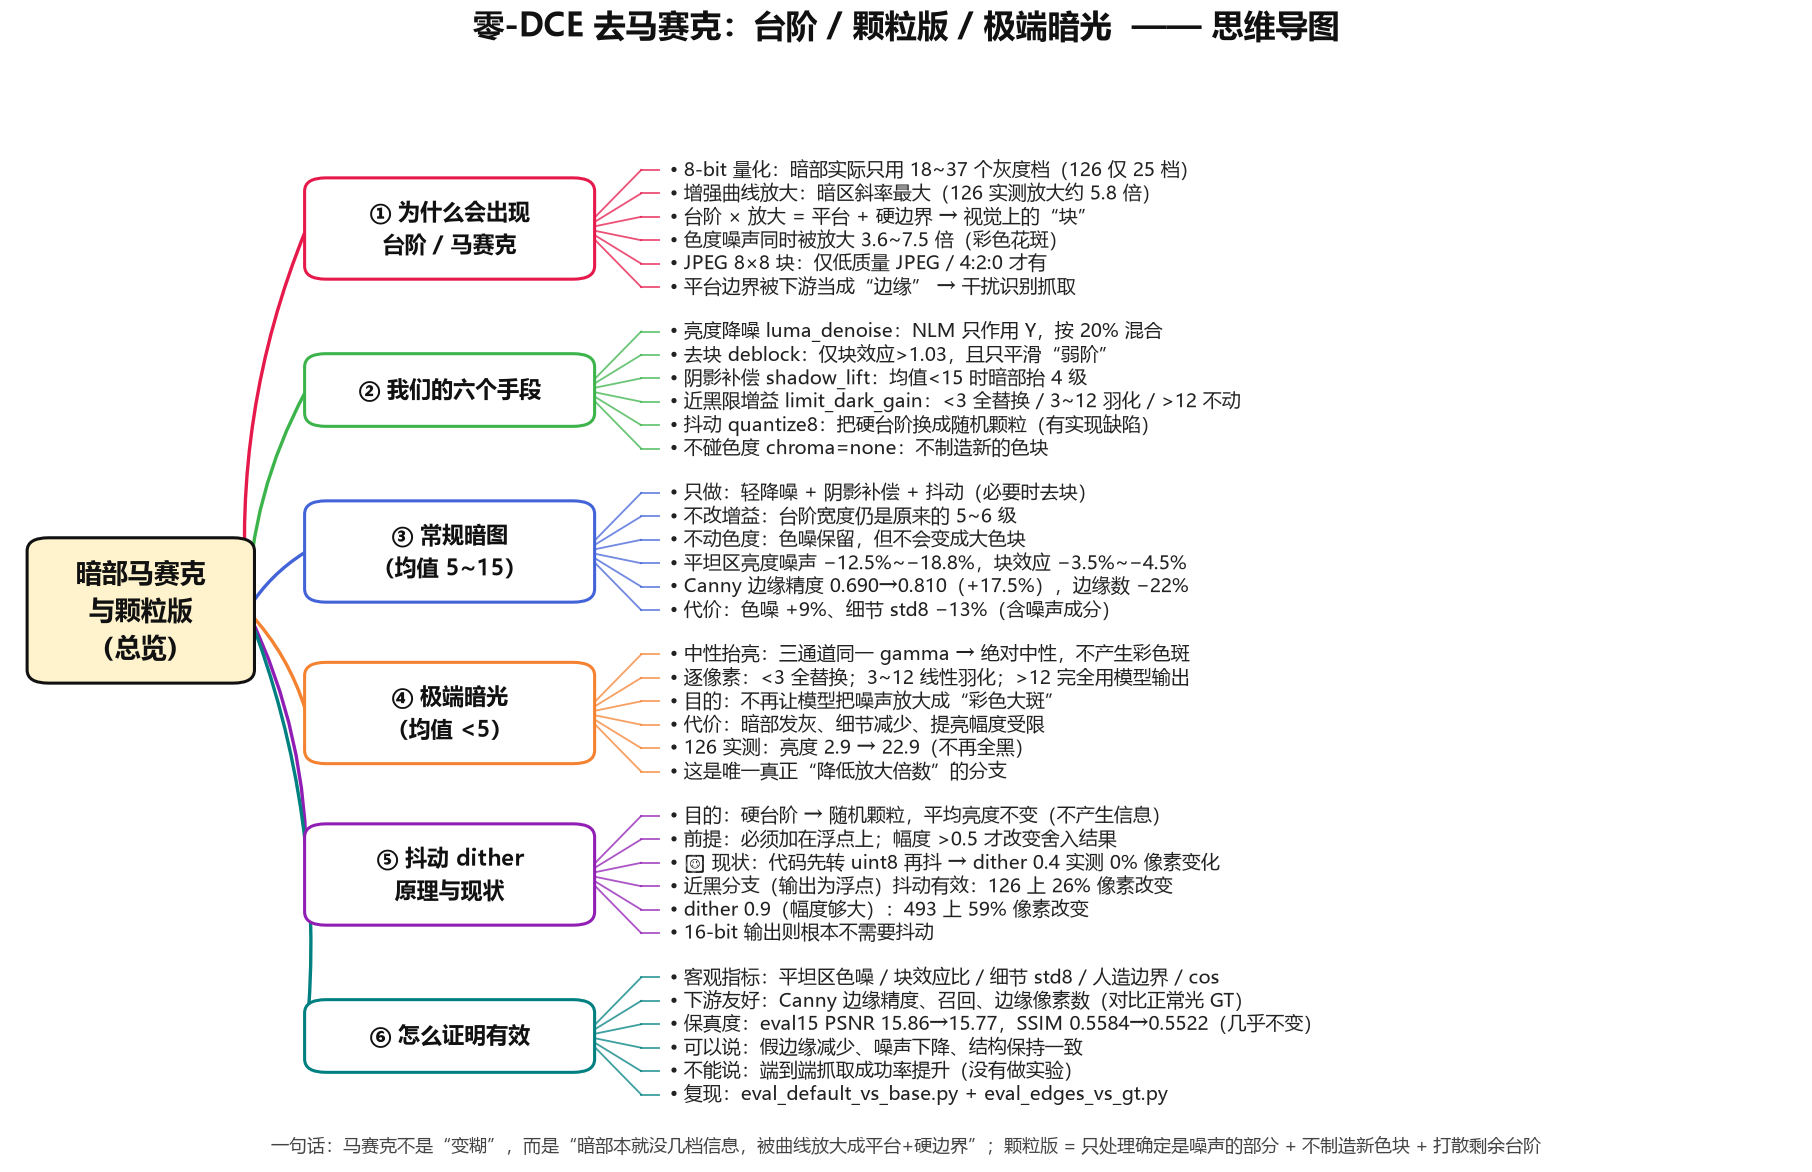 零-DCE 去马赛克：台阶 / 颗粒版 / 极端暗光 —— 思维导图
暗部马赛克
与颗粒版
（总览）
① 为什么会出现
台阶 / 马赛克
• 8-bit 量化：暗部实际只用 18~37 个灰度档（126 仅 25 档）
• 增强曲线放大：暗区斜率最大（126 实测放大约 5.8 倍）
• 台阶 × 放大 = 平台 + 硬边界 → 视觉上的“块”
• 色度噪声同时被放大 3.6~7.5 倍（彩色花斑）
• JPEG 8×8 块：仅低质量 JPEG / 4:2:0 才有
• 平台边界被下游当成“边缘” → 干扰识别抓取
② 我们的六个手段
• 亮度降噪 luma_denoise：NLM 只作用 Y，按 20% 混合
• 去块 deblock：仅块效应>1.03，且只平滑“弱阶”
• 阴影补偿 shadow_lift：均值<15 时暗部抬 4 级
• 近黑限增益 limit_dark_gain：<3 全替换 / 3~12 羽化 / >12 不动
• 抖动 quantize8：把硬台阶换成随机颗粒（有实现缺陷）
• 不碰色度 chroma=none：不制造新的色块
③ 常规暗图
（均值 5~15）
• 只做：轻降噪 + 阴影补偿 + 抖动（必要时去块）
• 不改增益：台阶宽度仍是原来的 5~6 级
• 不动色度：色噪保留，但不会变成大色块
• 平坦区亮度噪声 −12.5%~−18.8%，块效应 −3.5%~−4.5%
• Canny 边缘精度 0.690→0.810（+17.5%），边缘数 −22%
• 代价：色噪 +9%、细节 std8 −13%（含噪声成分）
④ 极端暗光
（均值 <5）
• 中性抬亮：三通道同一 gamma → 绝对中性，不产生彩色斑
• 逐像素：<3 全替换；3~12 线性羽化；>12 完全用模型输出
• 目的：不再让模型把噪声放大成“彩色大斑”
• 代价：暗部发灰、细节减少、提亮幅度受限
• 126 实测：亮度 2.9 → 22.9（不再全黑）
• 这是唯一真正“降低放大倍数”的分支
⑤ 抖动 dither
原理与现状
• 目的：硬台阶 → 随机颗粒，平均亮度不变（不产生信息）
• 前提：必须加在浮点上；幅度 >0.5 才改变舍入结果
• 现状：代码先转 uint8 再抖 → dither 0.4 实测 0% 像素变化
• 近黑分支（输出为浮点）抖动有效：126 上 26% 像素改变
• dither 0.9（幅度够大）：493 上 59% 像素改变
• 16-bit 输出则根本不需要抖动
⑥ 怎么证明有效
• 客观指标：平坦区色噪 / 块效应比 / 细节 std8 / 人造边界 / cos
• 下游友好：Canny 边缘精度、召回、边缘像素数（对比正常光 GT）
• 保真度：eval15 PSNR 15.86→15.77，SSIM 0.5584→0.5522（几乎不变）
• 可以说：假边缘减少、噪声下降、结构保持一致
• 不能说：端到端抓取成功率提升（没有做实验）
• 复现：eval_default_vs_base.py + eval_edges_vs_gt.py
一句话：马赛克不是“变糊”，而是“暗部本就没几档信息，被曲线放大成平台+硬边界”；颗粒版 = 只处理确定是噪声的部分 + 不制造新色块 + 打散剩余台阶